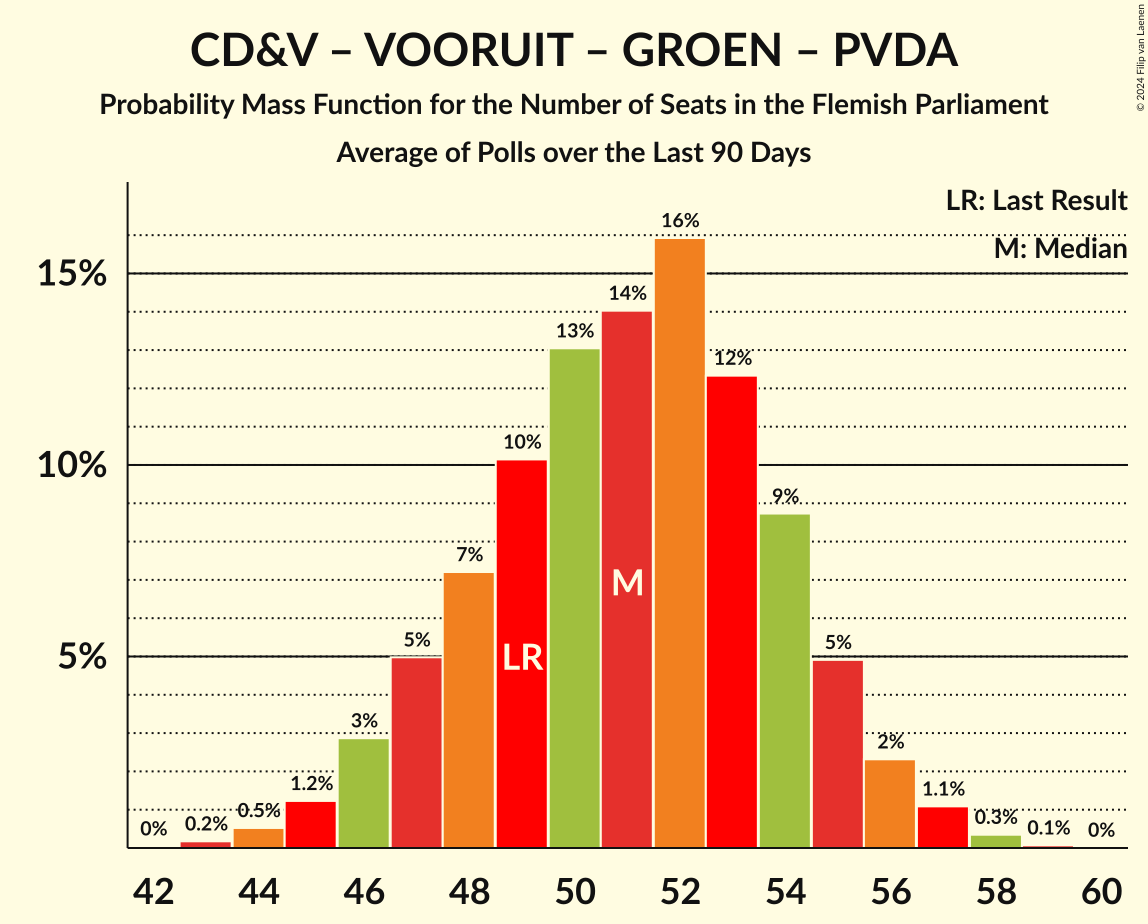 CD&V – VOORUIT – GROEN – PVDA
Probability Mass Function for the Number of Seats in the Flemish Parliament
Average of Polls over the Last 90 Days
© 2024 Filip van Laenen
LR: Last Result
M: Median
15%
10%
5%
0%
0.2%
0.5%
1.2%
3%
5%
7%
10%
13%
14%
16%
12%
9%
5%
2%
1.1%
0.3%
0.1%
0%
LR
M
42 44 46 48 50 52 54 56 58 60